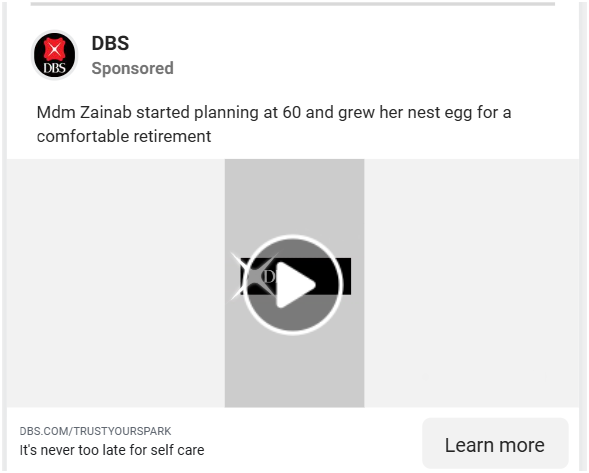 DBS
DBS
Sponsored
Mdm Zainab started planning at 60 and grew her nest egg for a
comfortable retirement
D
DBS.COM/TRUSTYOURSPARK
It's never too late for self care
Learn more